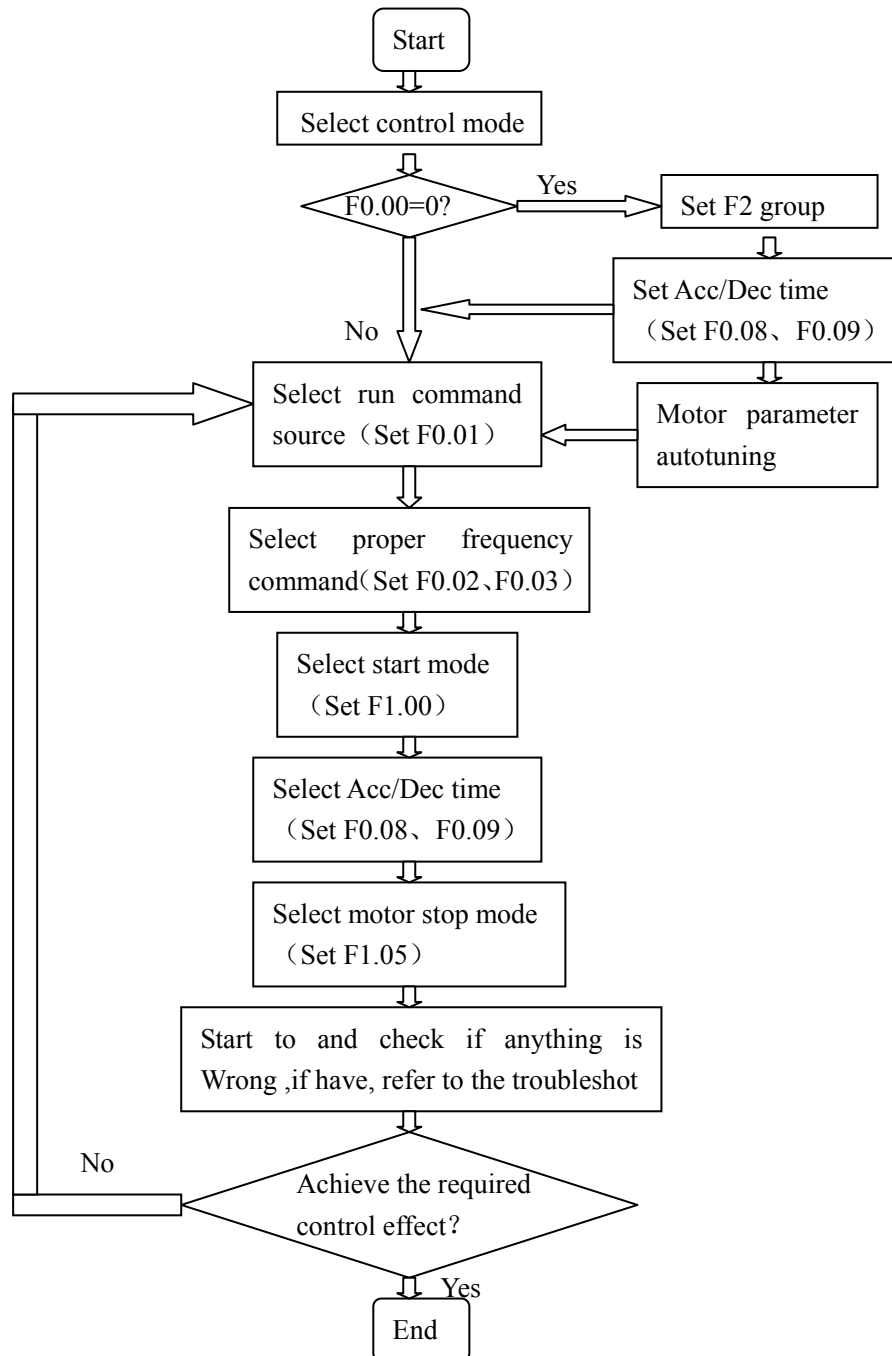 Start
Select control mode
F0.00=0?
Yes
Set F2 group
Set Acc/Dec time
（Set F0.08、F0.09）
No
Motor parameter
autotuning
Select run command
source（Set F0.01）
Select proper frequency
command（Set F0.02、F0.03）
Select start mode
（Set F1.00）
Select Acc/Dec time
（Set F0.08、F0.09）
Select motor stop mode
（Set F1.05）
Start to and check if anything is
Wrong ,if have, refer to the troubleshot
No
Achieve the required
control effect？
Yes
End